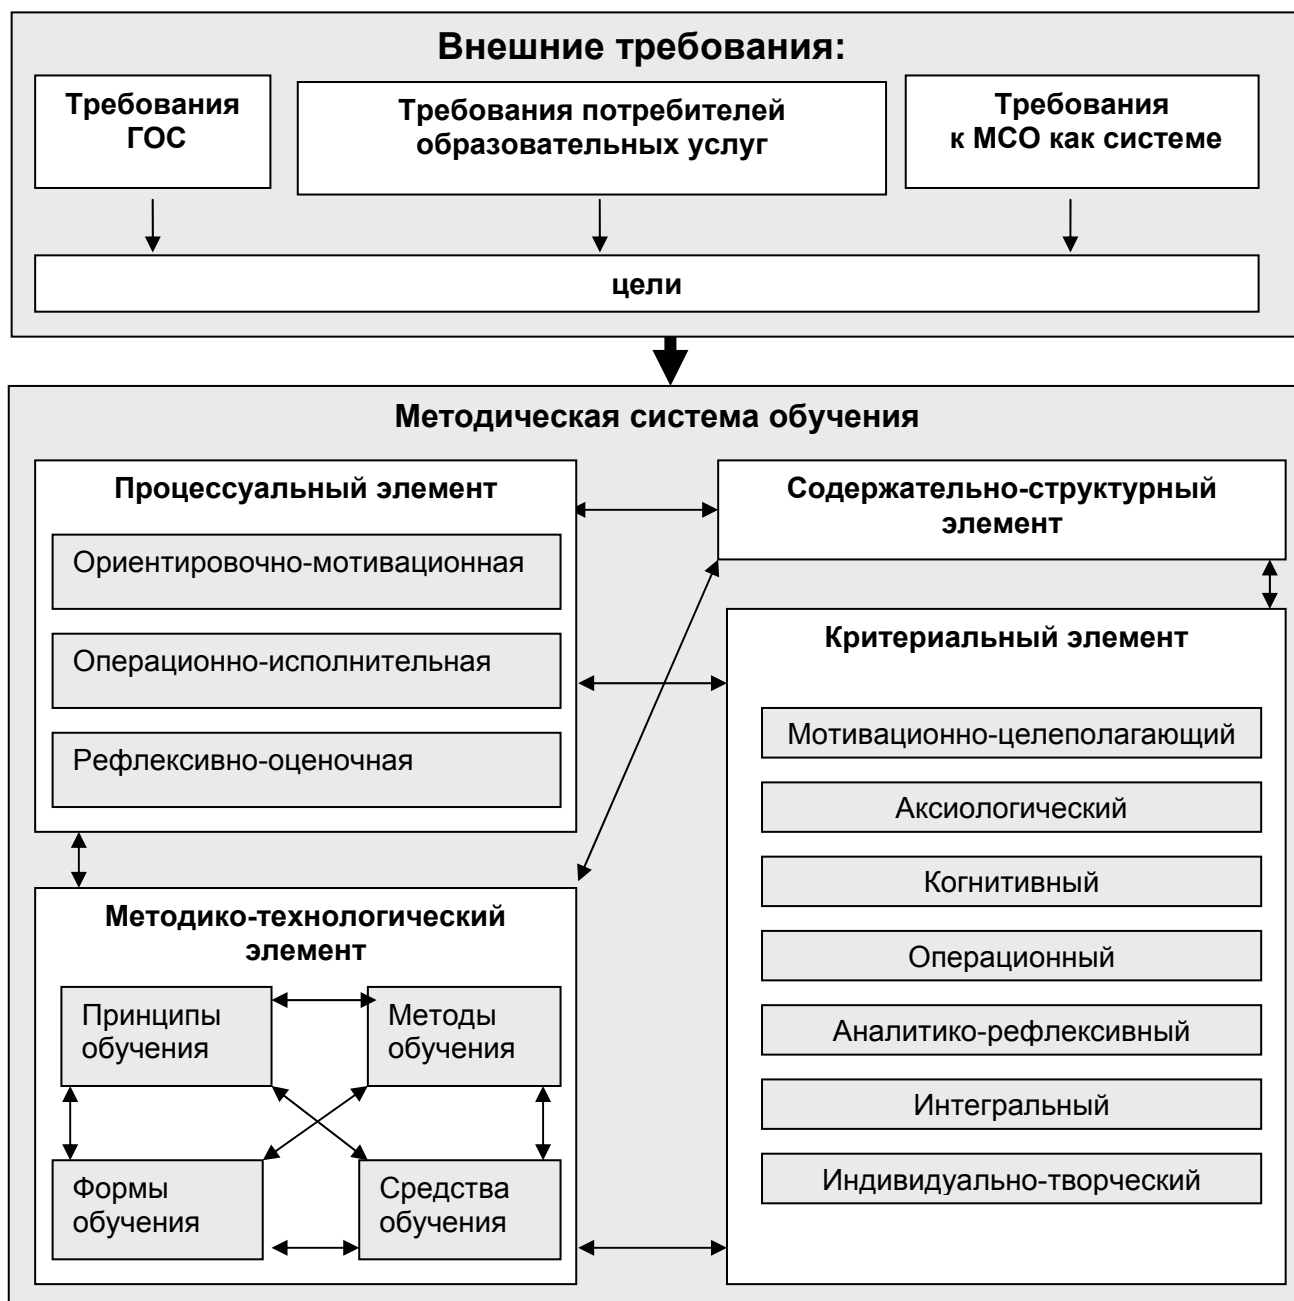 Внешние требования:
Требования
ГОС
Требования потребителей
образовательных услуг
Требования
к МСО как системе
цели
Методическая система обучения
Процессуальный элемент
Ориентировочно-мотивационная
Операционно-исполнительная
Рефлексивно-оценочная
Содержательно-структурный
элемент
Критериальный элемент
Мотивационно-целеполагающий
Аксиологический
Когнитивный
Операционный
Аналитико-рефлексивный
Интегральный
Индивидуально-творческий
Методико-технологический
элемент
Принципы
обучения
Методы
обучения
Формы
обучения
Средства
обучения